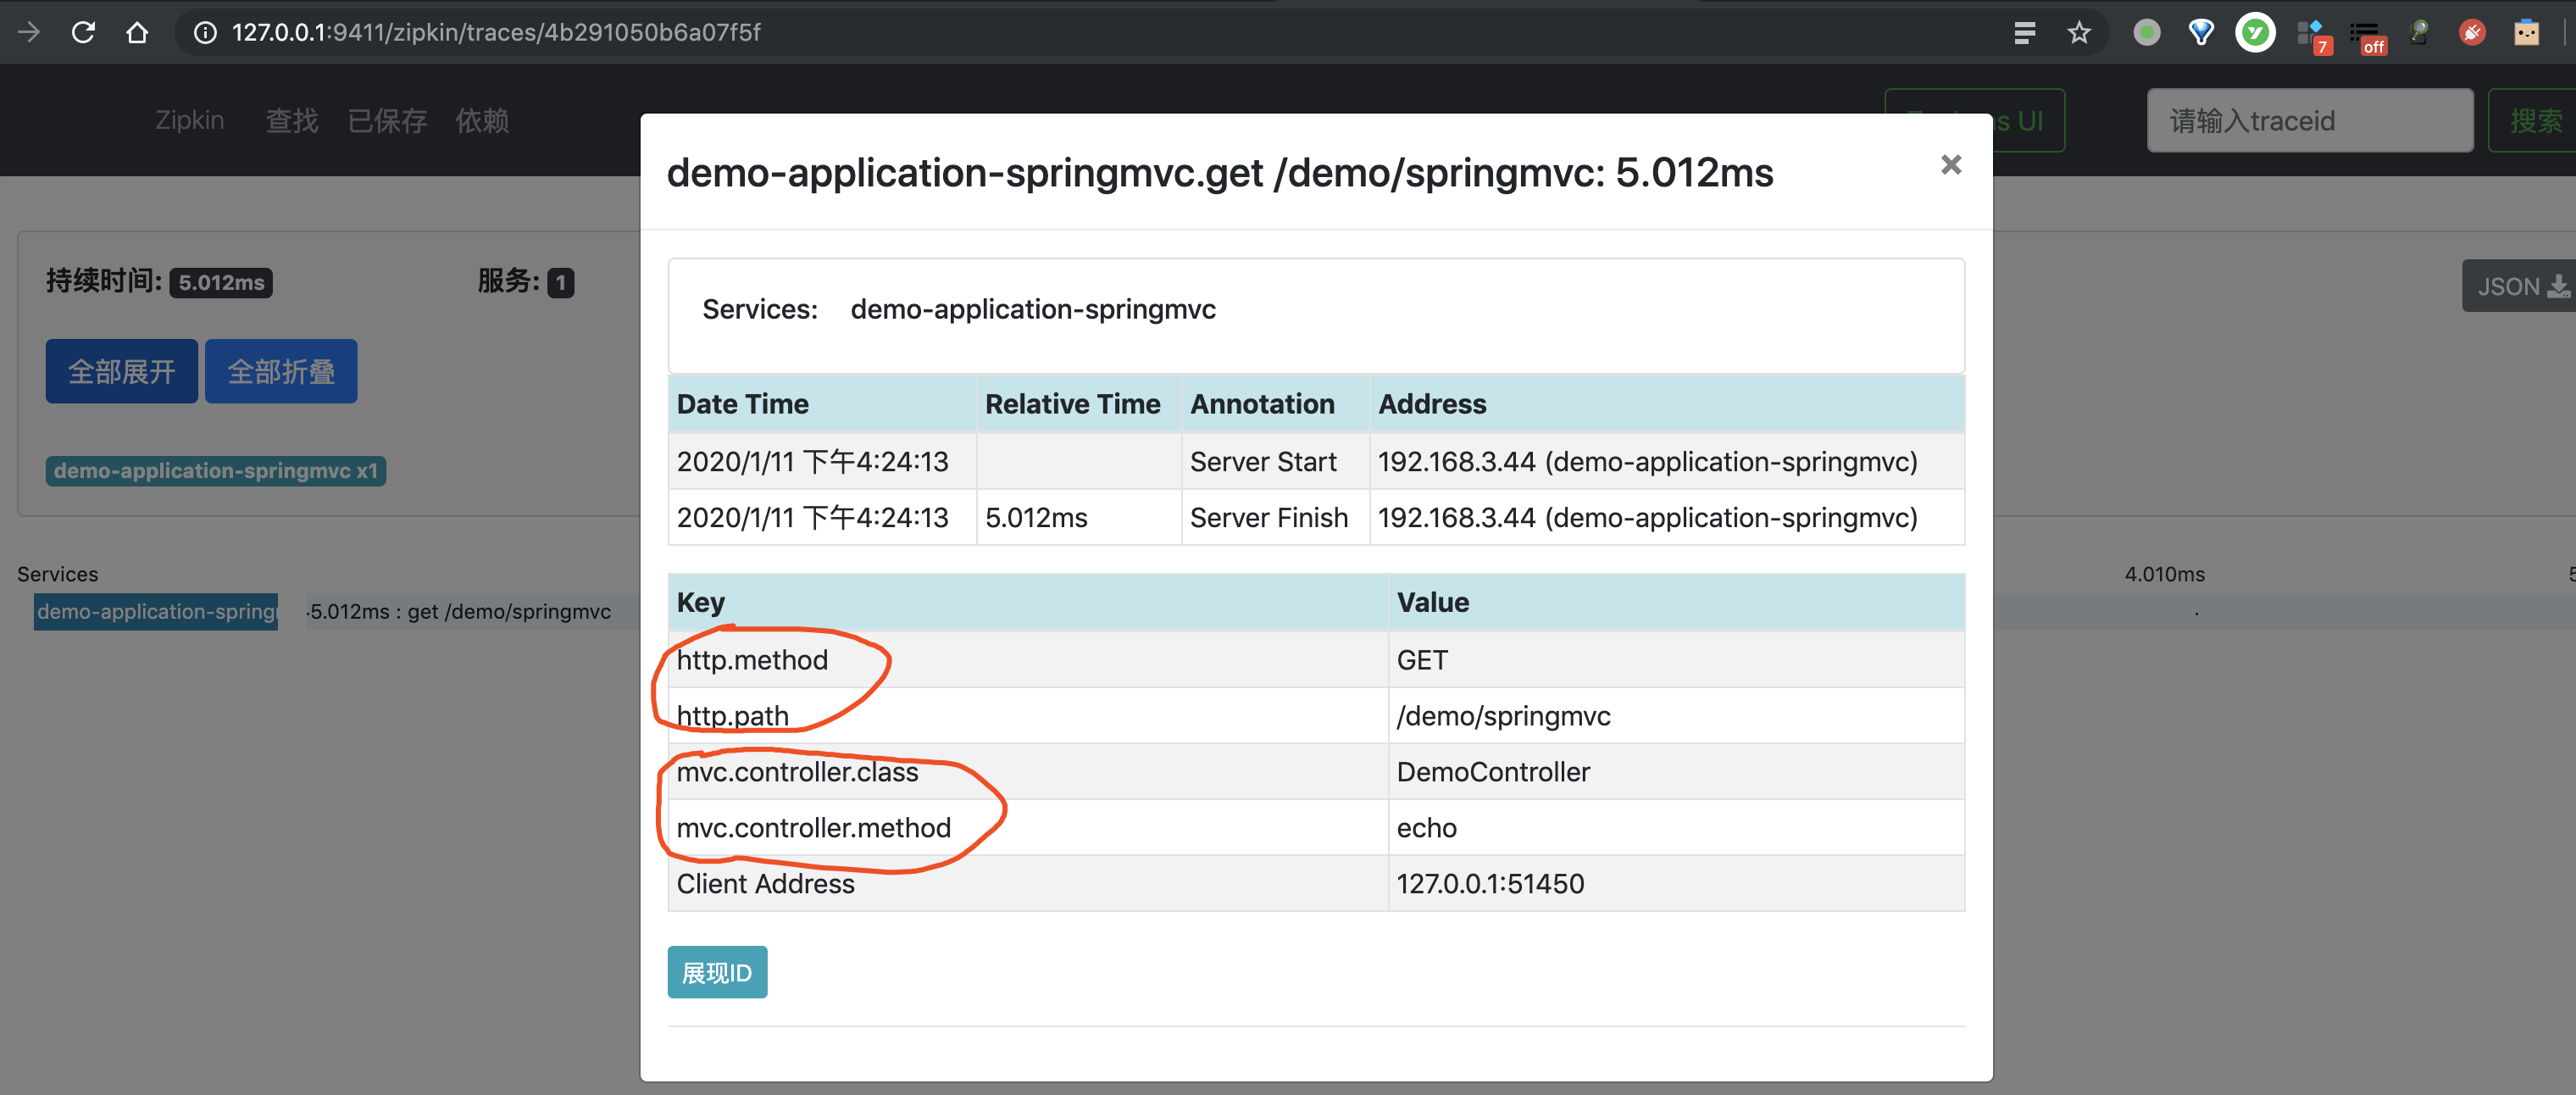 127.0.0.1:9411/zipkin/traces/4b291050b6a07f5f
7
off
Zipkin 查找 已保存 依赖
s UI
请输入traceid
搜索
demo-application-springmvc.get /demo/springmvc: 5.012ms
×
持续时间: 5.012ms 服务: 1
JSON
全部展开 全部折叠
demo-application-springmvc x1
Services: demo-application-springmvc
Date Time Relative Time Annotation Address
2020/1/11 下午4:24:13 Server Start 192.168.3.44 (demo-application-springmvc)
2020/1/11 下午4:24:13 5.012ms Server Finish 192.168.3.44 (demo-application-springmvc)
Services 4.010ms
demo-application-spring 5.012ms : get /demo/springmvc
Key Value
http.method GET
http.path /demo/springmvc
mvc.controller.class DemoController
mvc.controller.method echo
Client Address 127.0.0.1:51450
展现ID